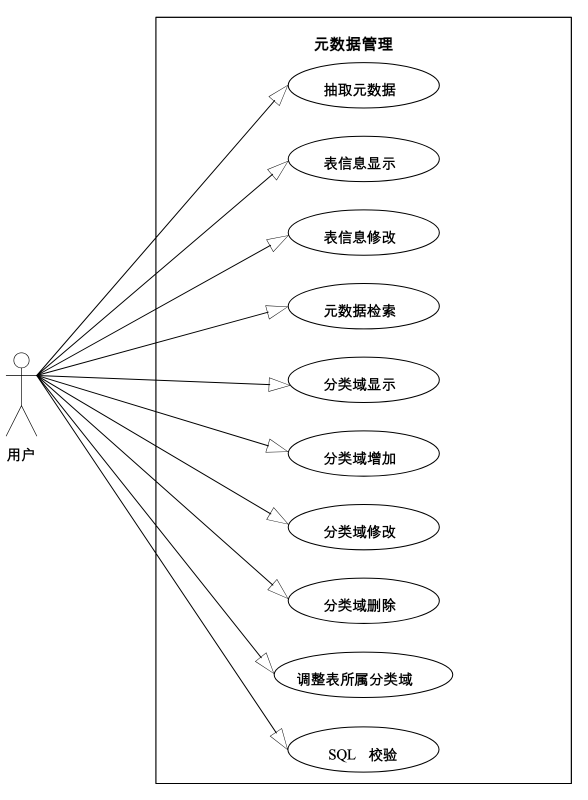 元数据管理
抽取元数据
表信息显示
表信息修改
元数据检索
分类域显示
用户
分类域增加
分类域修改
分类域删除
调整表所属分类域
SQL 校验